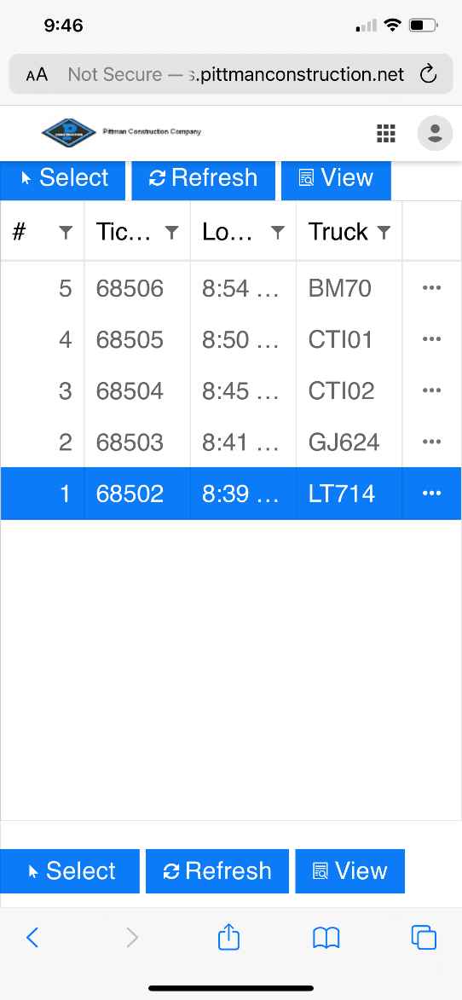 9:46
AA Not Secure — s.pittmanconstruction.net
P CONSTRUCTION Pittman Construction Company
Select Refresh View
# Tic... Lo... Truck
5 68506 8:54 ... BM70 ...
4 68505 8:50 ... CTI01 ...
3 68504 8:45 ... CTI02 ...
2 68503 8:41 ... GJ624 ...
1 68502 8:39 ... LT714 ...
Select Refresh View